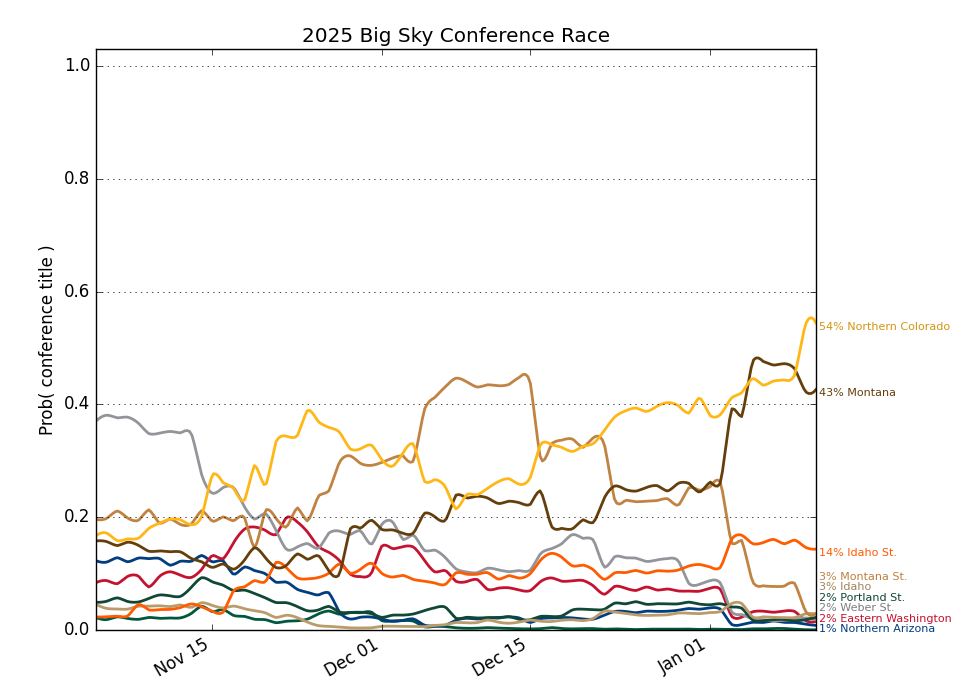 2025 Big Sky Conference Race
Prob( conference title )
1.0
0.8
0.6
0.4
0.2
0.0
Nov 15
Dec 01
Dec 15
Jan 01
54% Northern Colorado
43% Montana
14% Idaho St.
3% Montana St.
3% Idaho
2% Portland St.
2% Weber St.
2% Eastern Washington
1% Northern Arizona